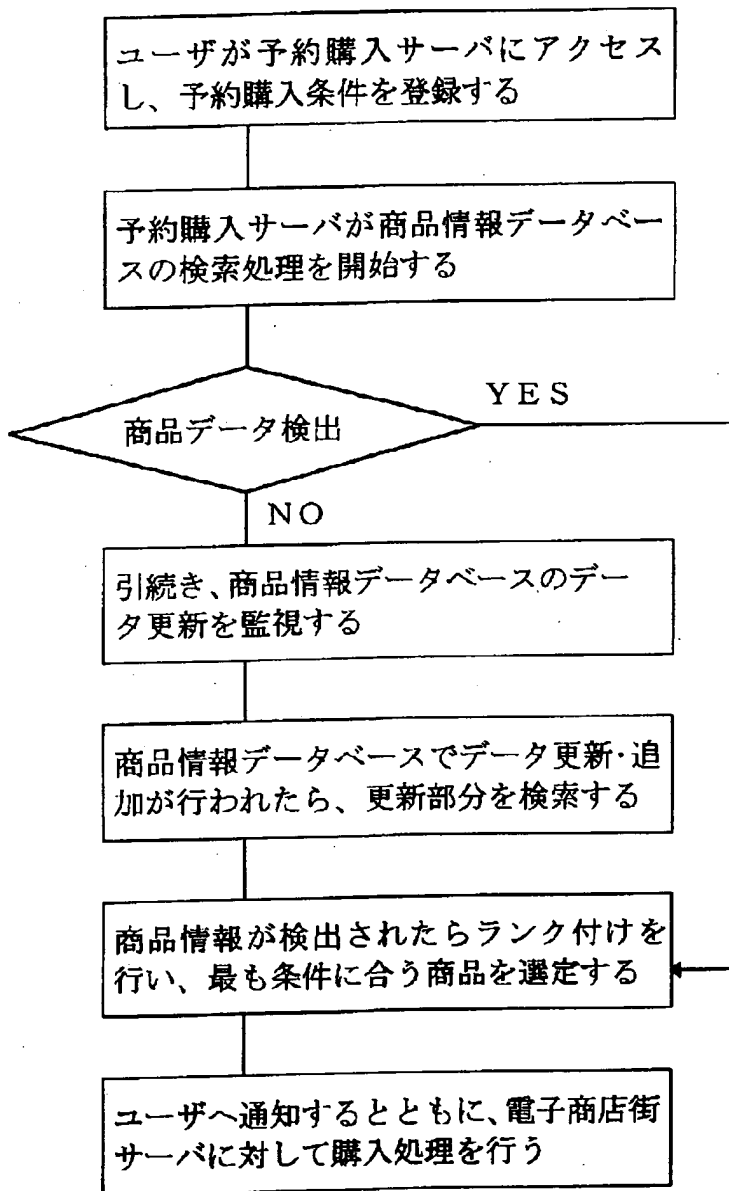 ユーザが予約購入サーバにアクセス
し、予約購入条件を登録する
予約購入サーバが商品情報データベー
スの検索処理を開始する
商品データ検出
YES
NO
引続き、商品情報データベースのデー
タ更新を監視する
商品情報データベースでデータ更新・追
加が行われたら、更新部分を検索する
商品情報が検出されたらランク付けを
行い、最も条件に合う商品を選定する
ユーザへ通知するとともに、電子商店街
サーバに対して購入処理を行う